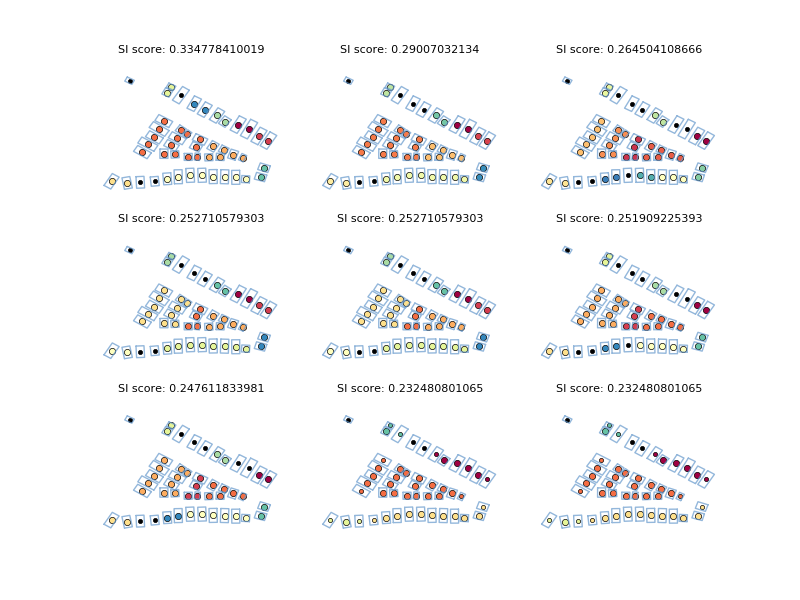 SI score: 0.334778410019
SI score: 0.29007032134
SI score: 0.264504108666
SI score: 0.252710579303
SI score: 0.252710579303
SI score: 0.251909225393
SI score: 0.247611833981
SI score: 0.232480801065
SI score: 0.232480801065